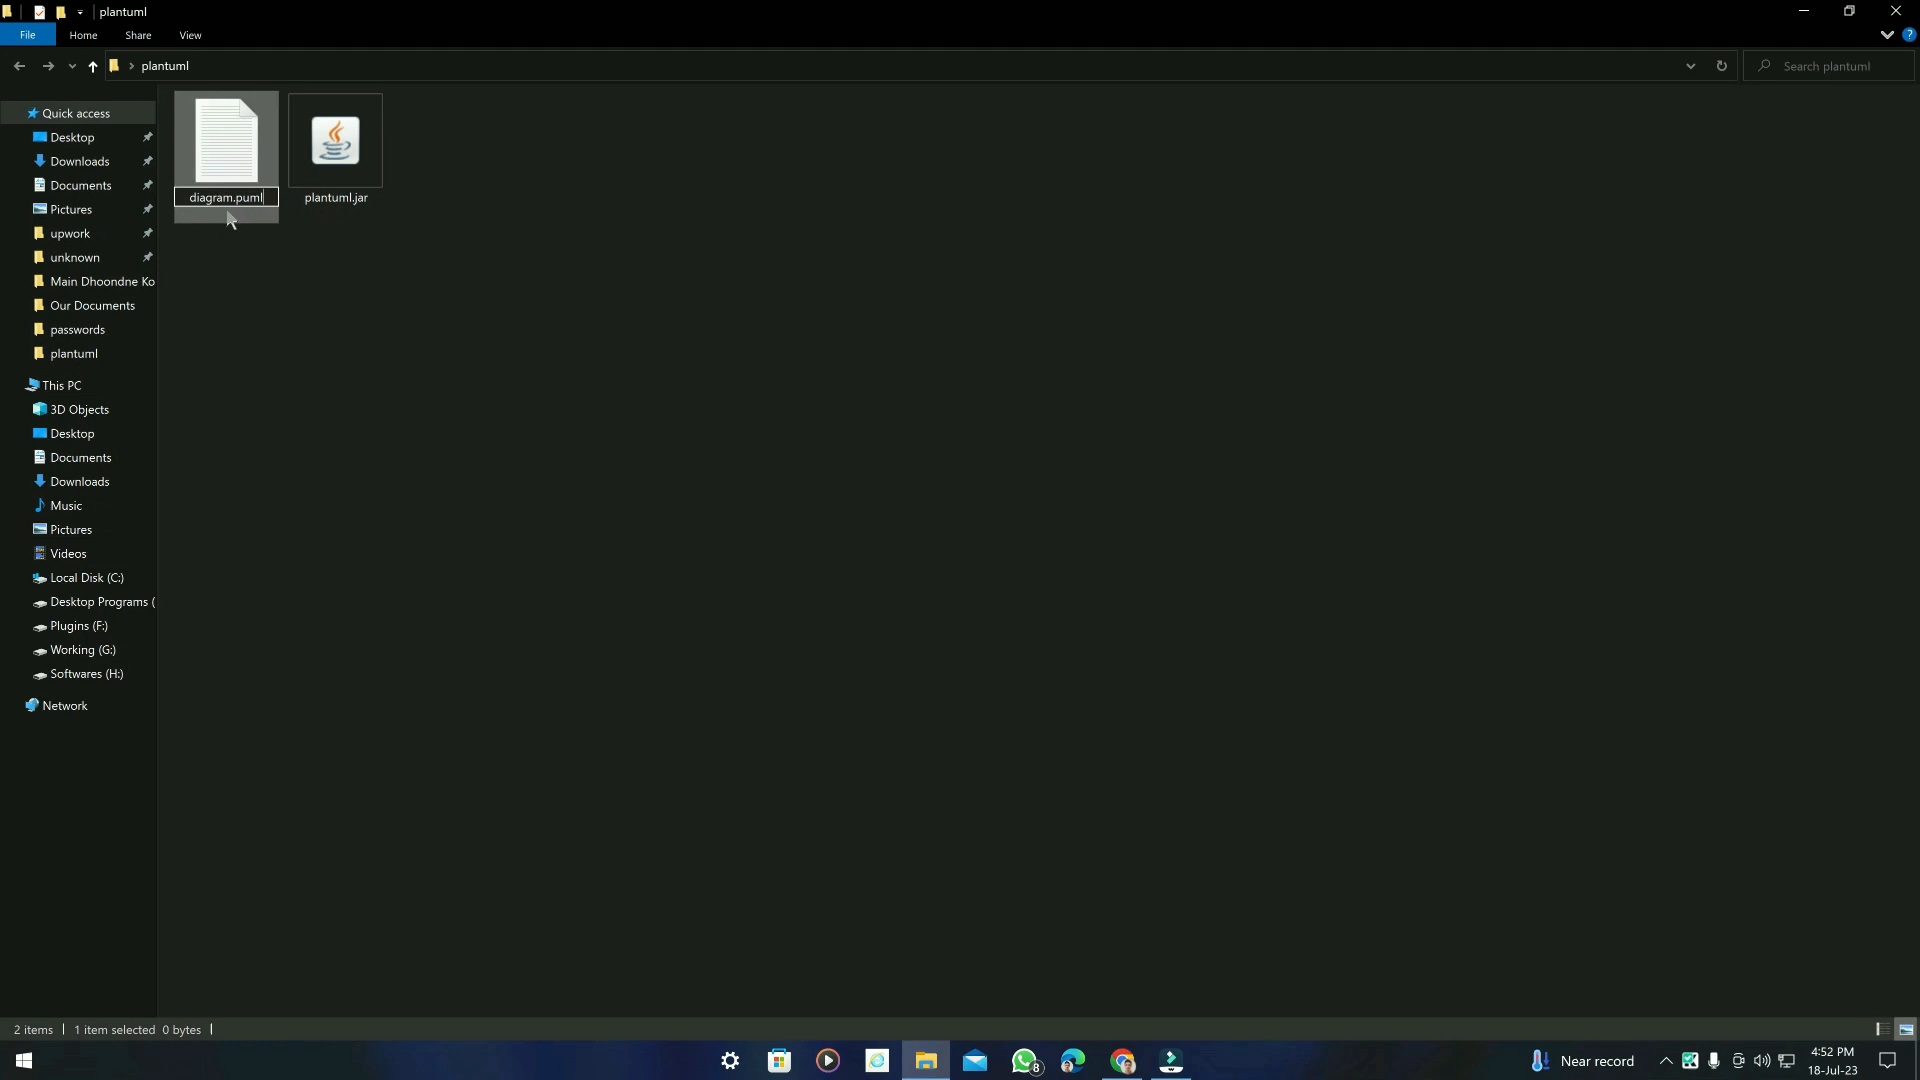 plantuml
File
Home
Share
View
plantuml
Search plantuml
Quick access
Desktop
Downloads
Documents
Pictures
upwork
unknown
Main Dhoondne Ko
Our Documents
passwords
plantuml
This PC
3D Objects
Desktop
Documents
Downloads
Music
Pictures
Videos
Local Disk (C:)
Desktop Programs (
Plugins (F:)
Working (G:)
Softwares (H:)
Network
diagram.puml
plantuml.jar
2 items
1 item selected 0 bytes
8
Near record
4:52 PM
18-Jul-23